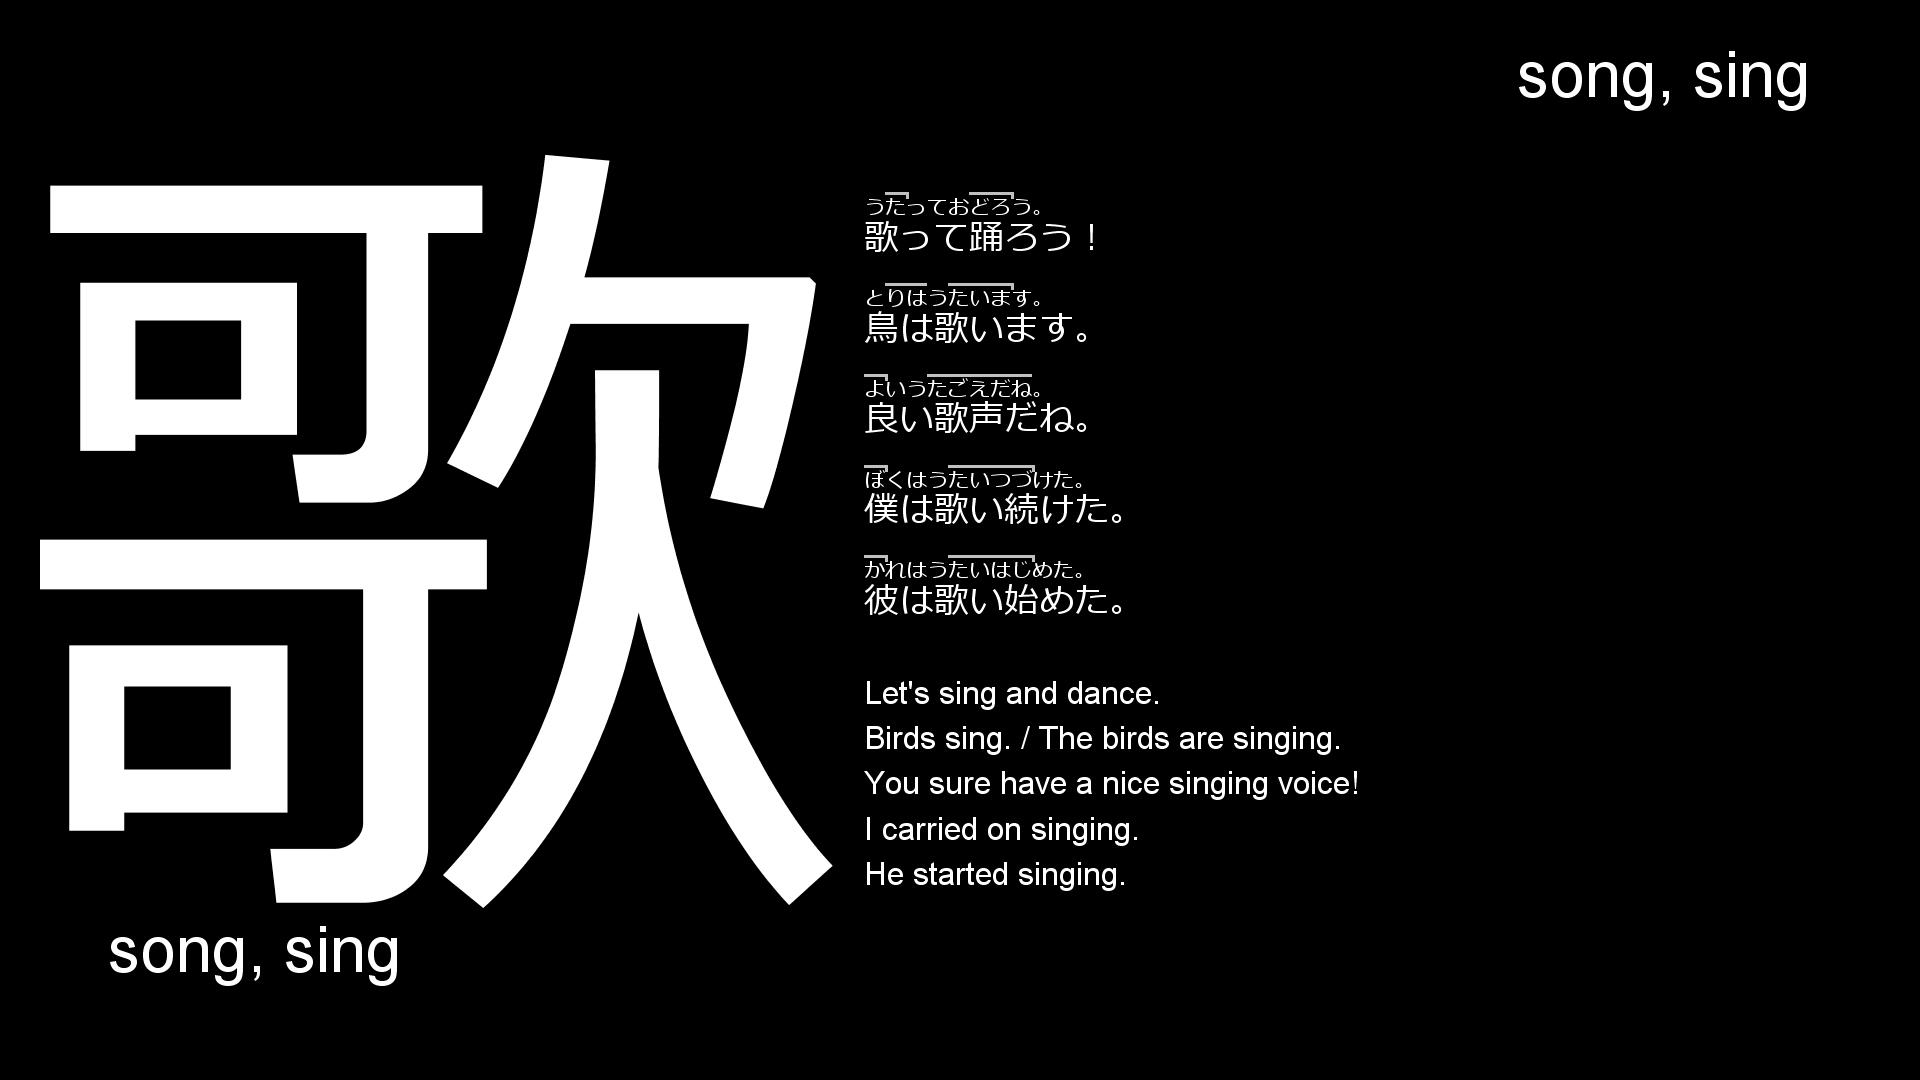 song, sing
歌
うたっておどろう。
歌って踊ろう！
とりはうたいます。
鳥は歌います。
よいうたごえだね。
良い歌声だね。
ぼくはうたいつづけた。
僕は歌い続けた。
かれはうたいはじめた。
彼は歌い始めた。
Let's sing and dance.
Birds sing. / The birds are singing.
You sure have a nice singing voice!
I carried on singing.
He started singing.
song, sing